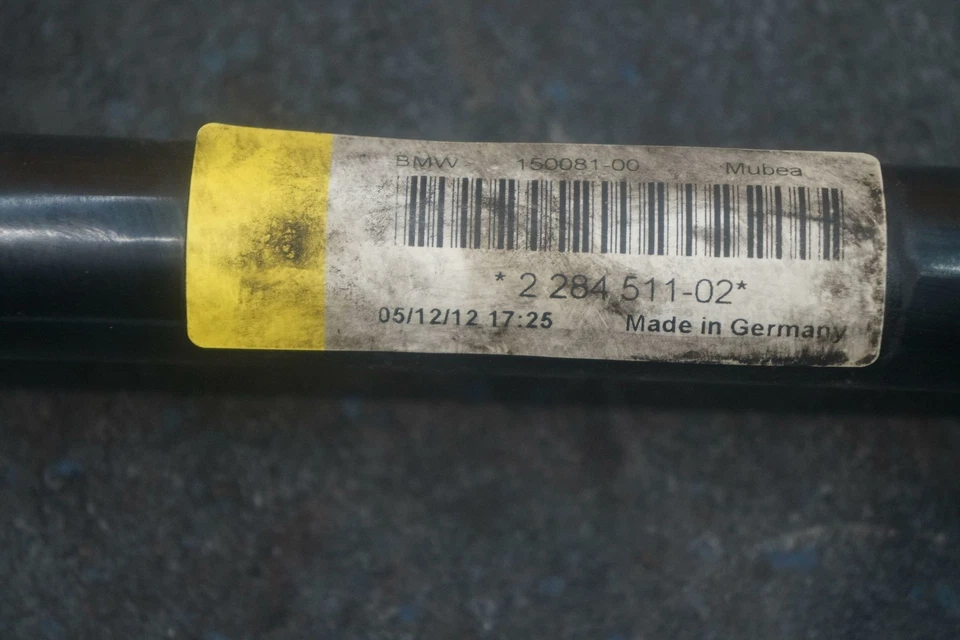 BMW 150081-00 Mubea
* 2 284 511-02*
05/12/12 17:25 Made in Germany